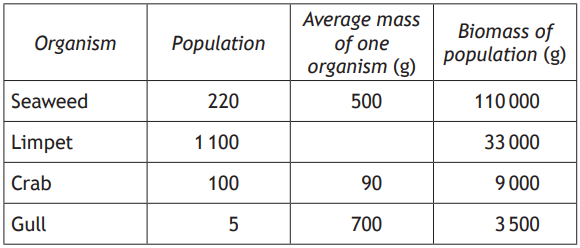 Organism Population Average mass of one organism (g) Biomass of population (g)
Seaweed 220 500 110 000
Limpet 1 100 33 000
Crab 100 90 9 000
Gull 5 700 3 500